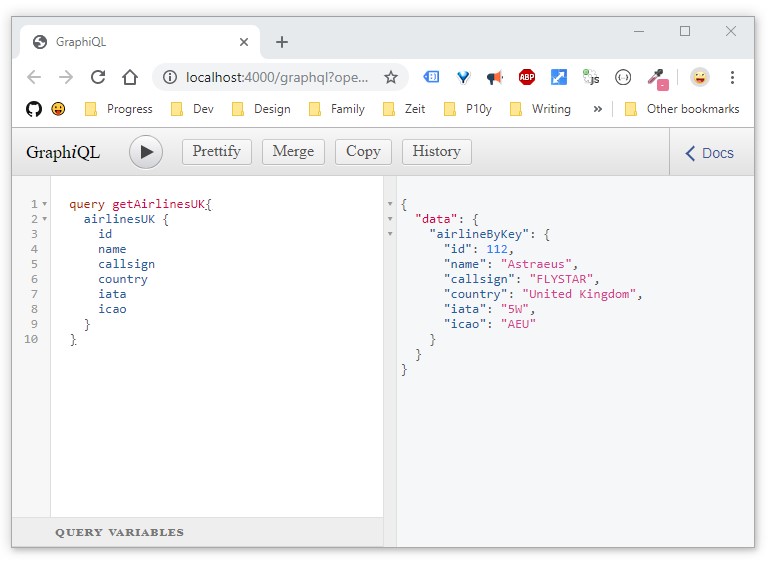 GraphiQL
localhost:4000/graphql?ope...
ABP
js
Progress
Dev
Design
Family
Zeit
P10y
Writing
»
Other bookmarks
GraphiQL
Prettify
Merge
Copy
History
Docs
1 query getAirlinesUK{
2 airlinesUK {
3 id
4 name
5 callsign
6 country
7 iata
8 icao
9 }
10 }
{
"data": {
"airlineByKey": {
"id": 112,
"name": "Astraeus",
"callsign": "FLYSTAR",
"country": "United Kingdom",
"iata": "5W",
"icao": "AEU"
}
}
}
QUERY VARIABLES